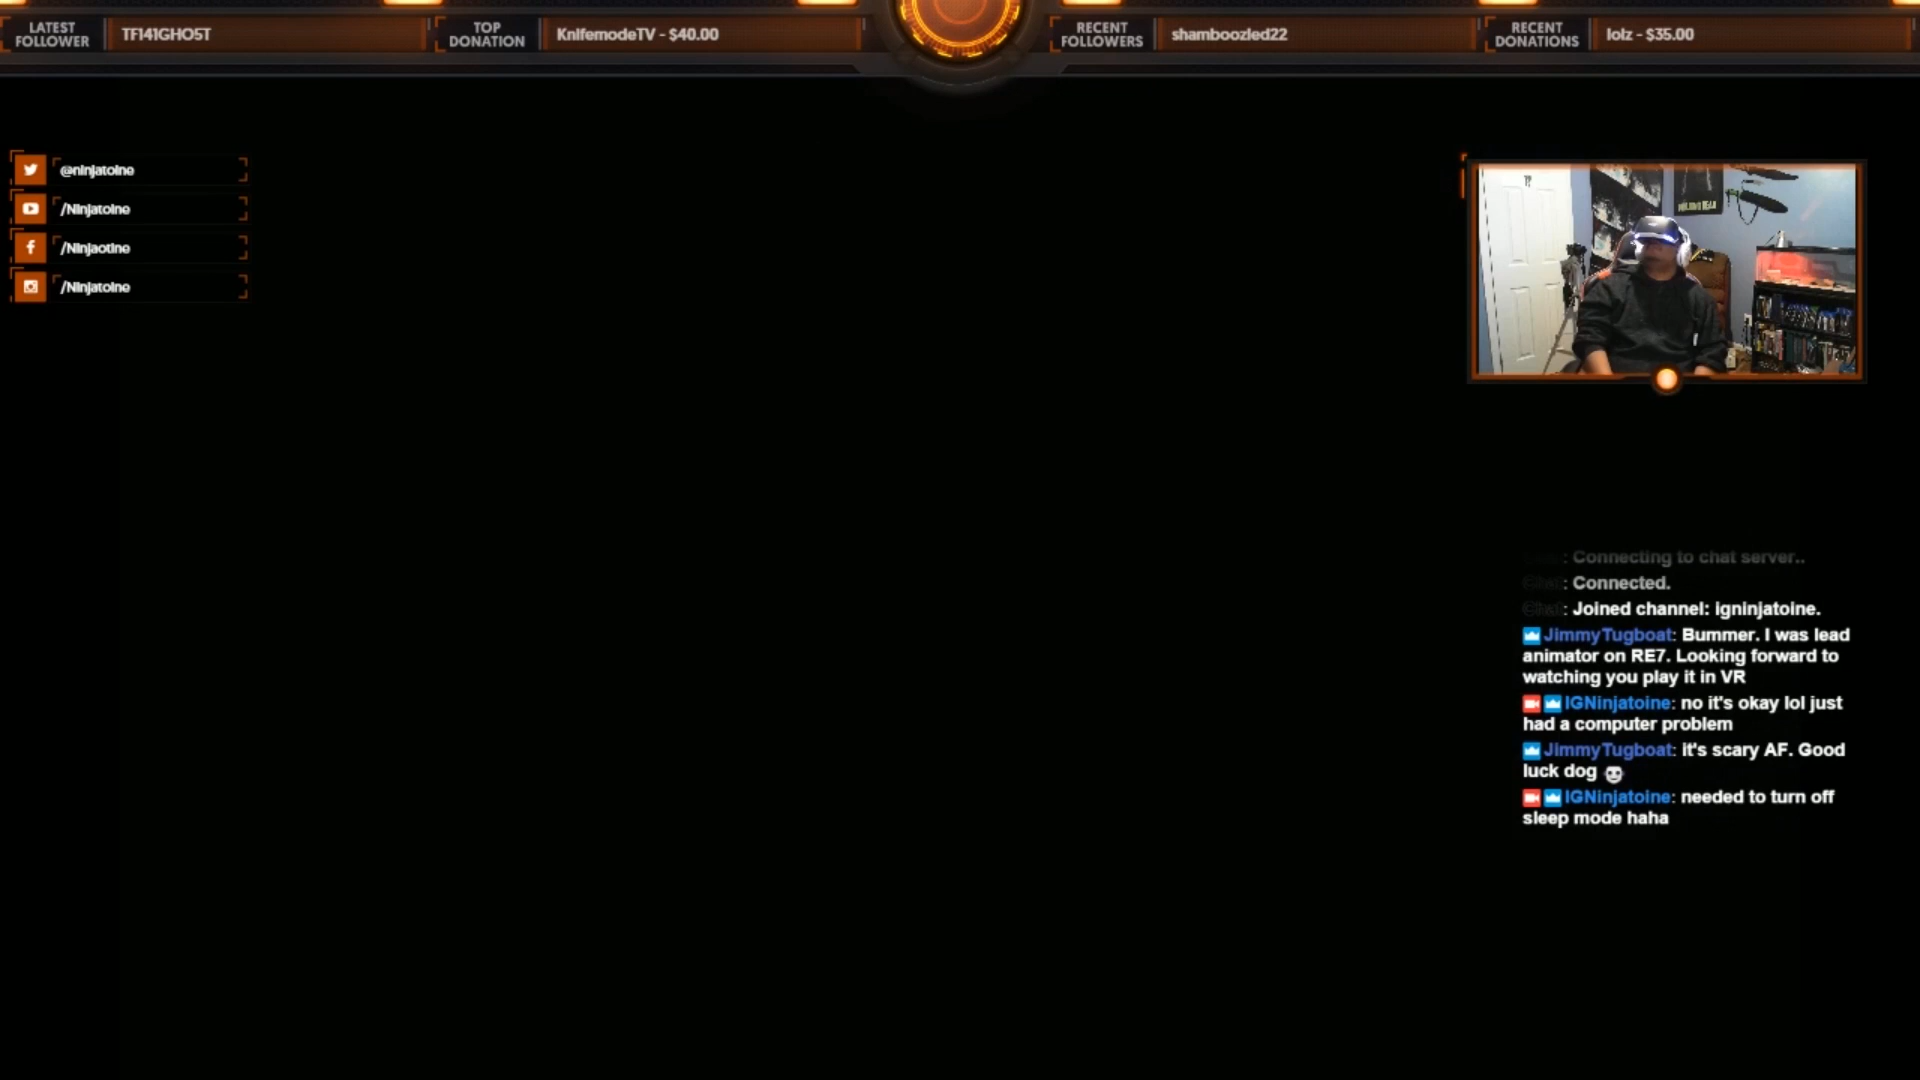 LATEST
FOLLOWER
TF141GHO5T
TOP
DONATION
KnifemodeTV - $40.00
RECENT
FOLLOWERS
shamboozled22
RECENT
DONATIONS
lolz - $35.00
@ninjatoine
/Ninjatoine
/Ninjaotine
/Ninjatoine
: Connecting to chat server..
Chat: Connected.
Chat: Joined channel: igninjatoine.
JimmyTugboat: Bummer. I was lead
animator on RE7. Looking forward to
watching you play it in VR
IGNinjatoine: no it's okay lol just
had a computer problem
JimmyTugboat: it's scary AF. Good
luck dog
IGNinjatoine: needed to turn off
sleep mode haha